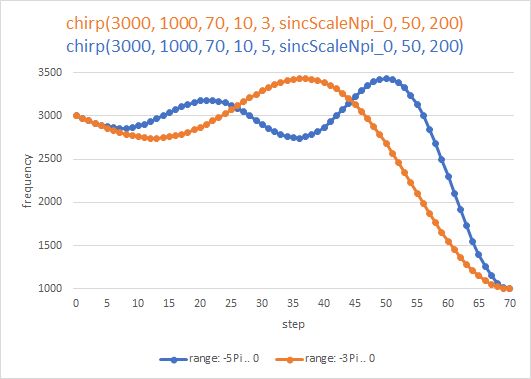 chirp(3000, 1000, 70, 10, 3, sincScaleNpi_0, 50, 200)
chirp(3000, 1000, 70, 10, 5, sincScaleNpi_0, 50, 200)
3500
3000
2500
2000
1500
1000
frequency
0 5 10 15 20 25 30 35 40 45 50 55 60 65 70
step
range: -5Pi .. 0 range: -3Pi .. 0